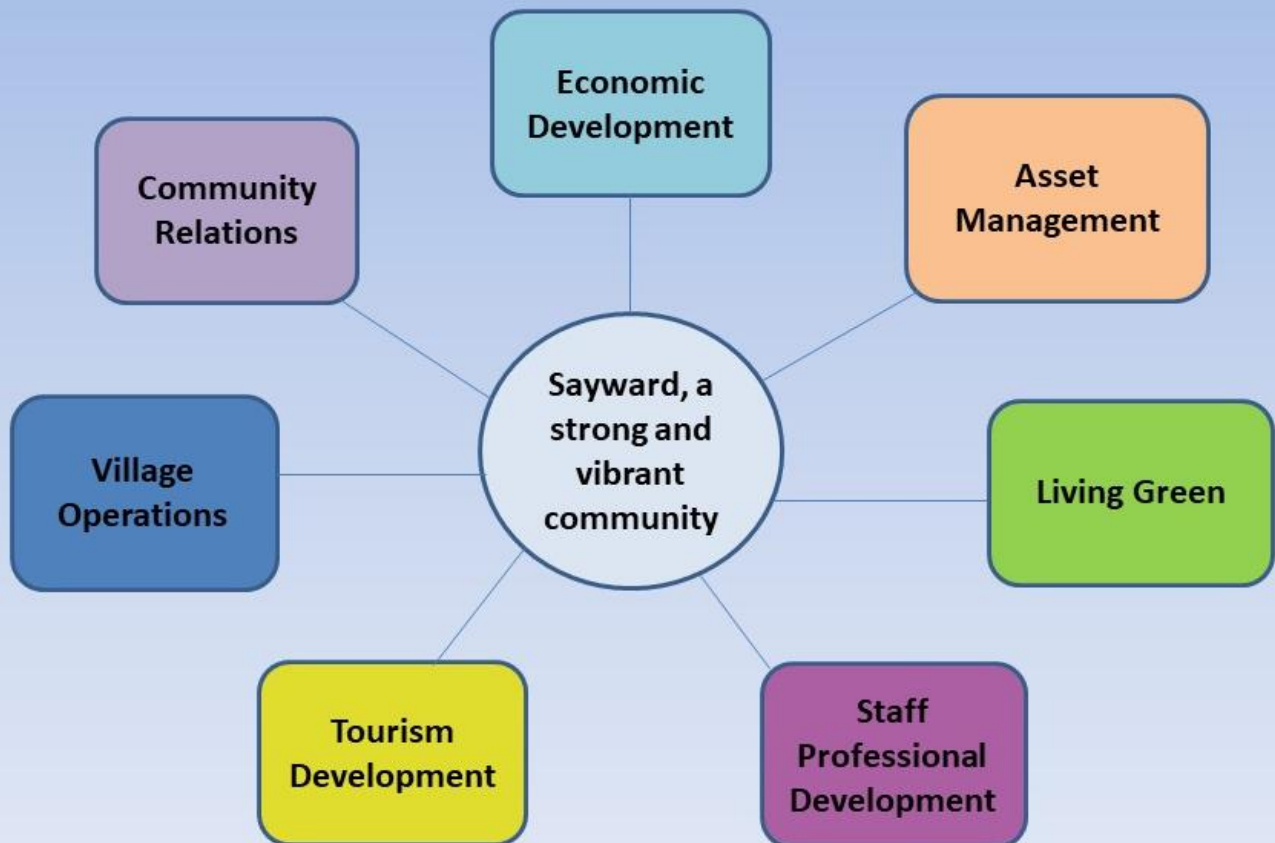 Economic
Development
Asset
Management
Community
Relations
Sayward, a
strong and
vibrant
community
Village
Operations
Living Green
Tourism
Development
Staff
Professional
Development